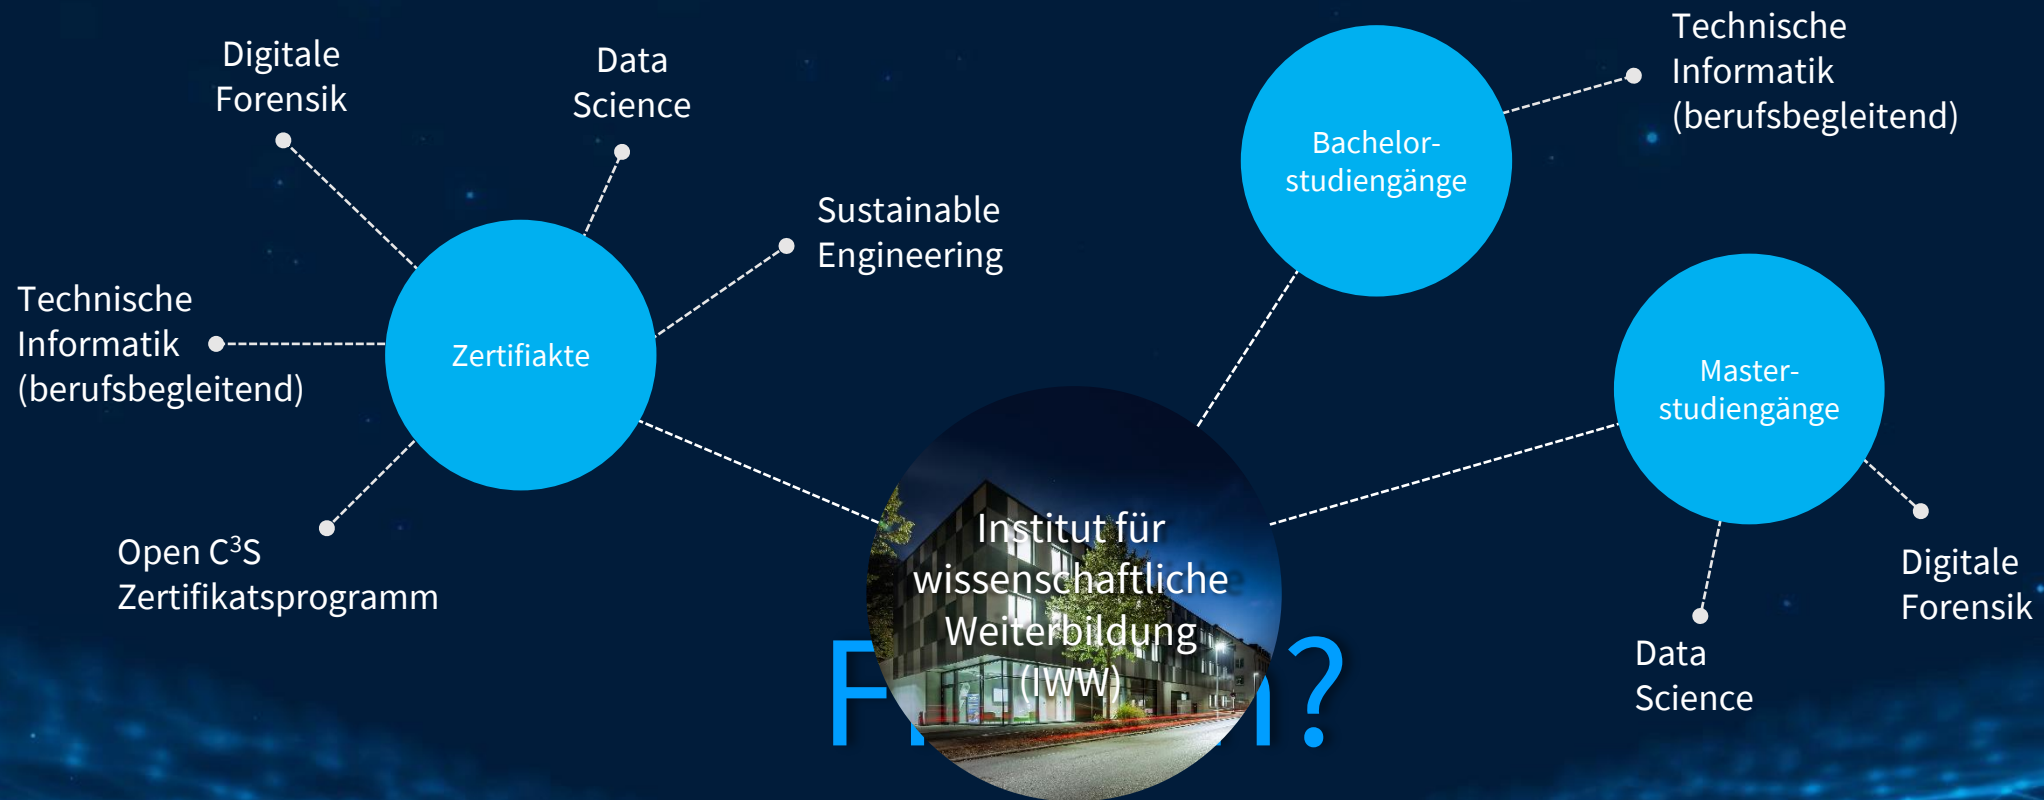 Digitale
Forensik
Data
Science
Sustainable
Engineering
Technische
Informatik
(berufsbegleitend)
Zertifiakte
Open C³S
Zertifikatsprogramm
Bachelor-
studiengänge
Technische
Informatik
(berufsbegleitend)
Master-
studiengänge
Digitale
Forensik
Data
Science
Institut für
wissenschaftliche
Weiterbildung
(IWW)